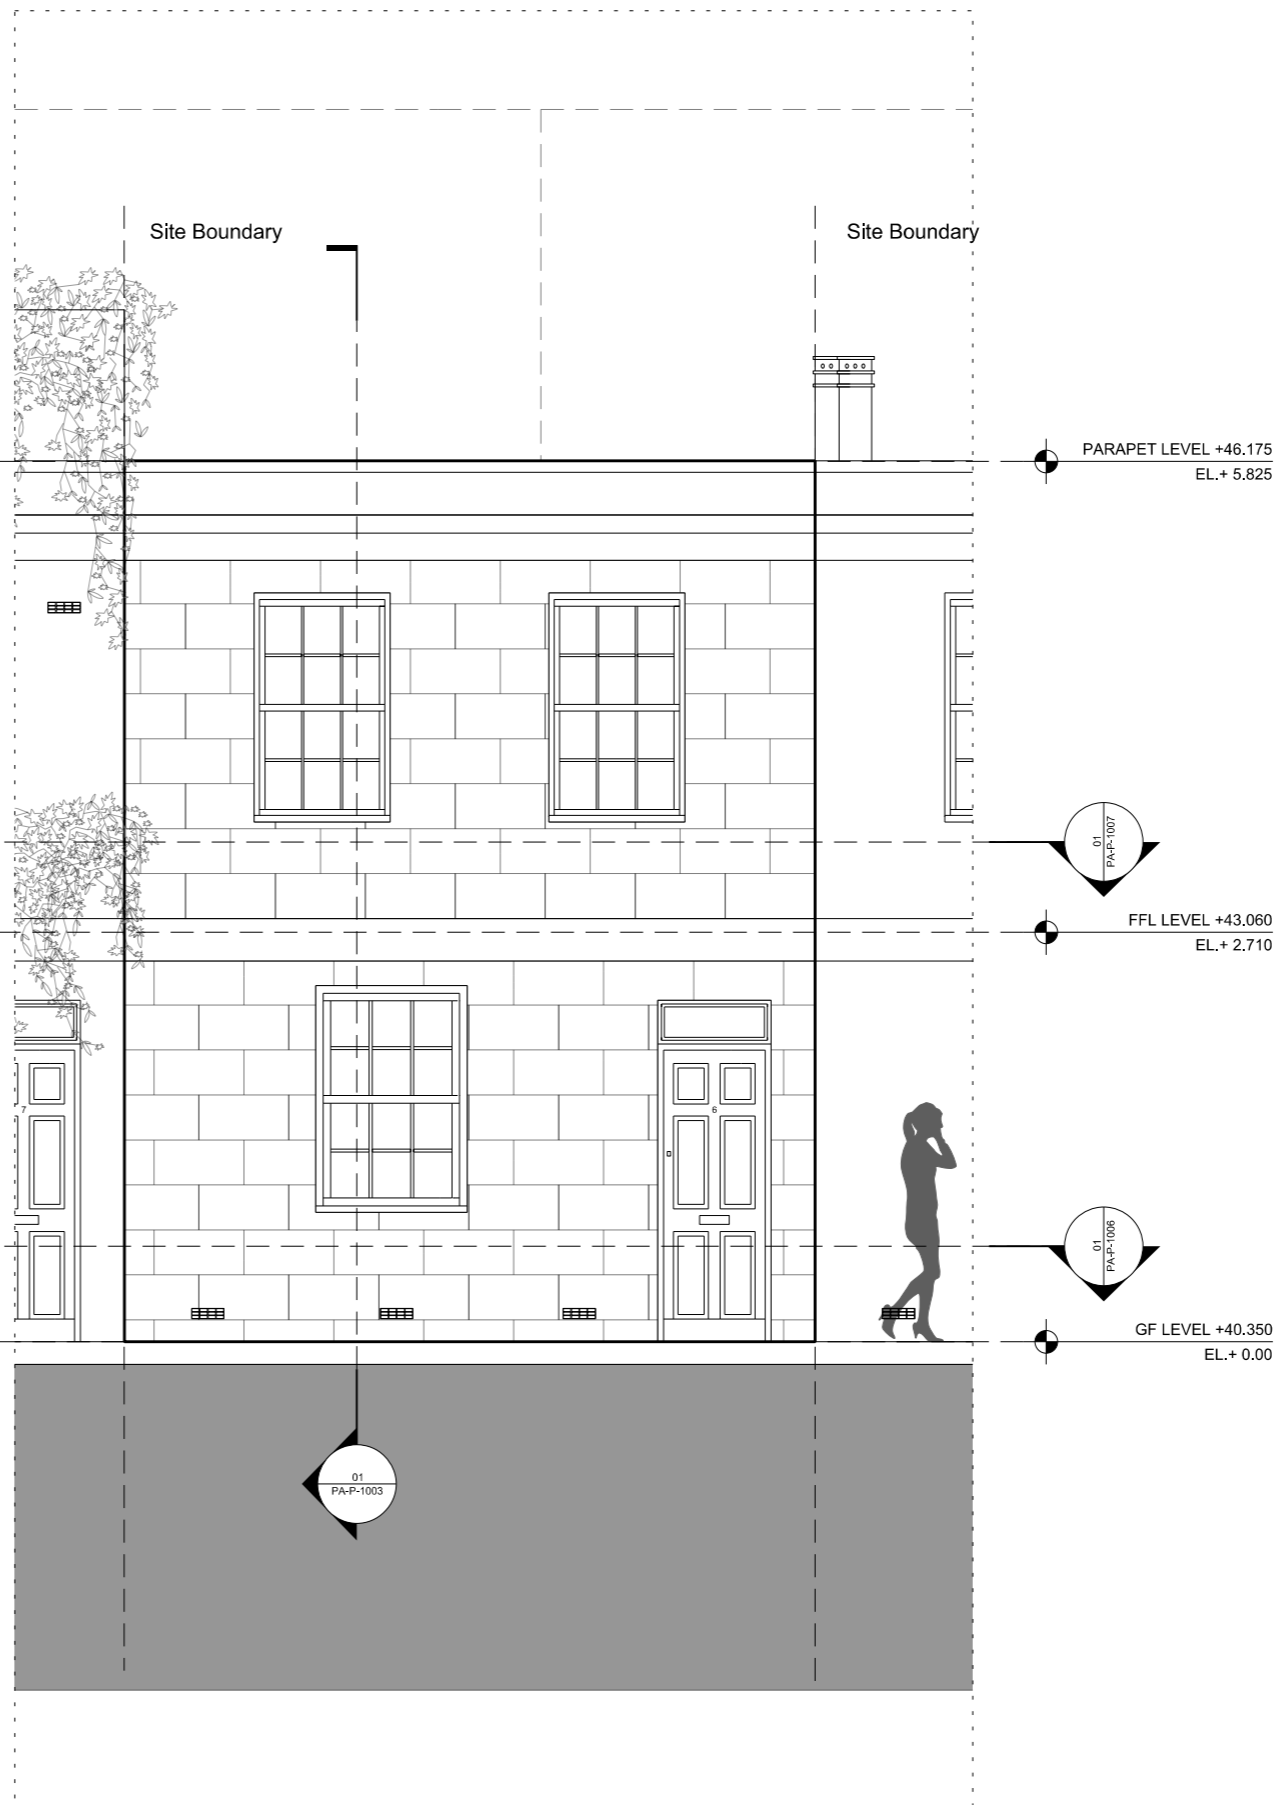 Site Boundary
Site Boundary
PARAPET LEVEL +46.175
EL.+ 5.825
01
PA-P-1007
FFL LEVEL +43.060
EL.+ 2.710
7
6
01
PA-P-1006
GF LEVEL +40.350
EL.+ 0.00
01
PA-P-1003